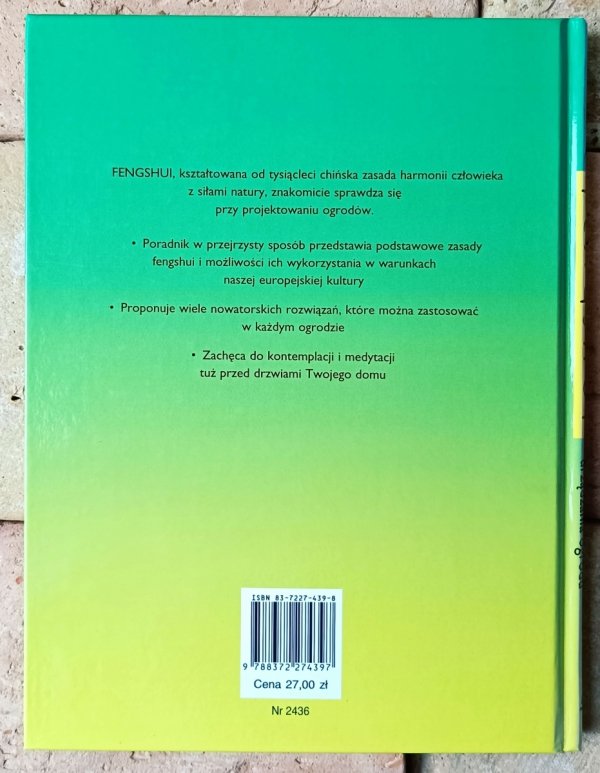 FENGSHUI, kształtowana od tysiącleci chińska zasada harmonii człowieka
z siłami natury, znakomicie sprawdza się
przy projektowaniu ogrodów.
• Poradnik w przejrzysty sposób przedstawia podstawowe zasady
fengshui i możliwości ich wykorzystania w warunkach
naszej europejskiej kultury
• Proponuje wiele nowatorskich rozwiązań, które można zastosować
w każdym ogrodzie
• Zachęca do kontemplacji i medytacji
tuż przed drzwiami Twojego domu
ISBN 83-7227-439-8
9 788372 274397
Cena 27,00 zł
Nr 2436